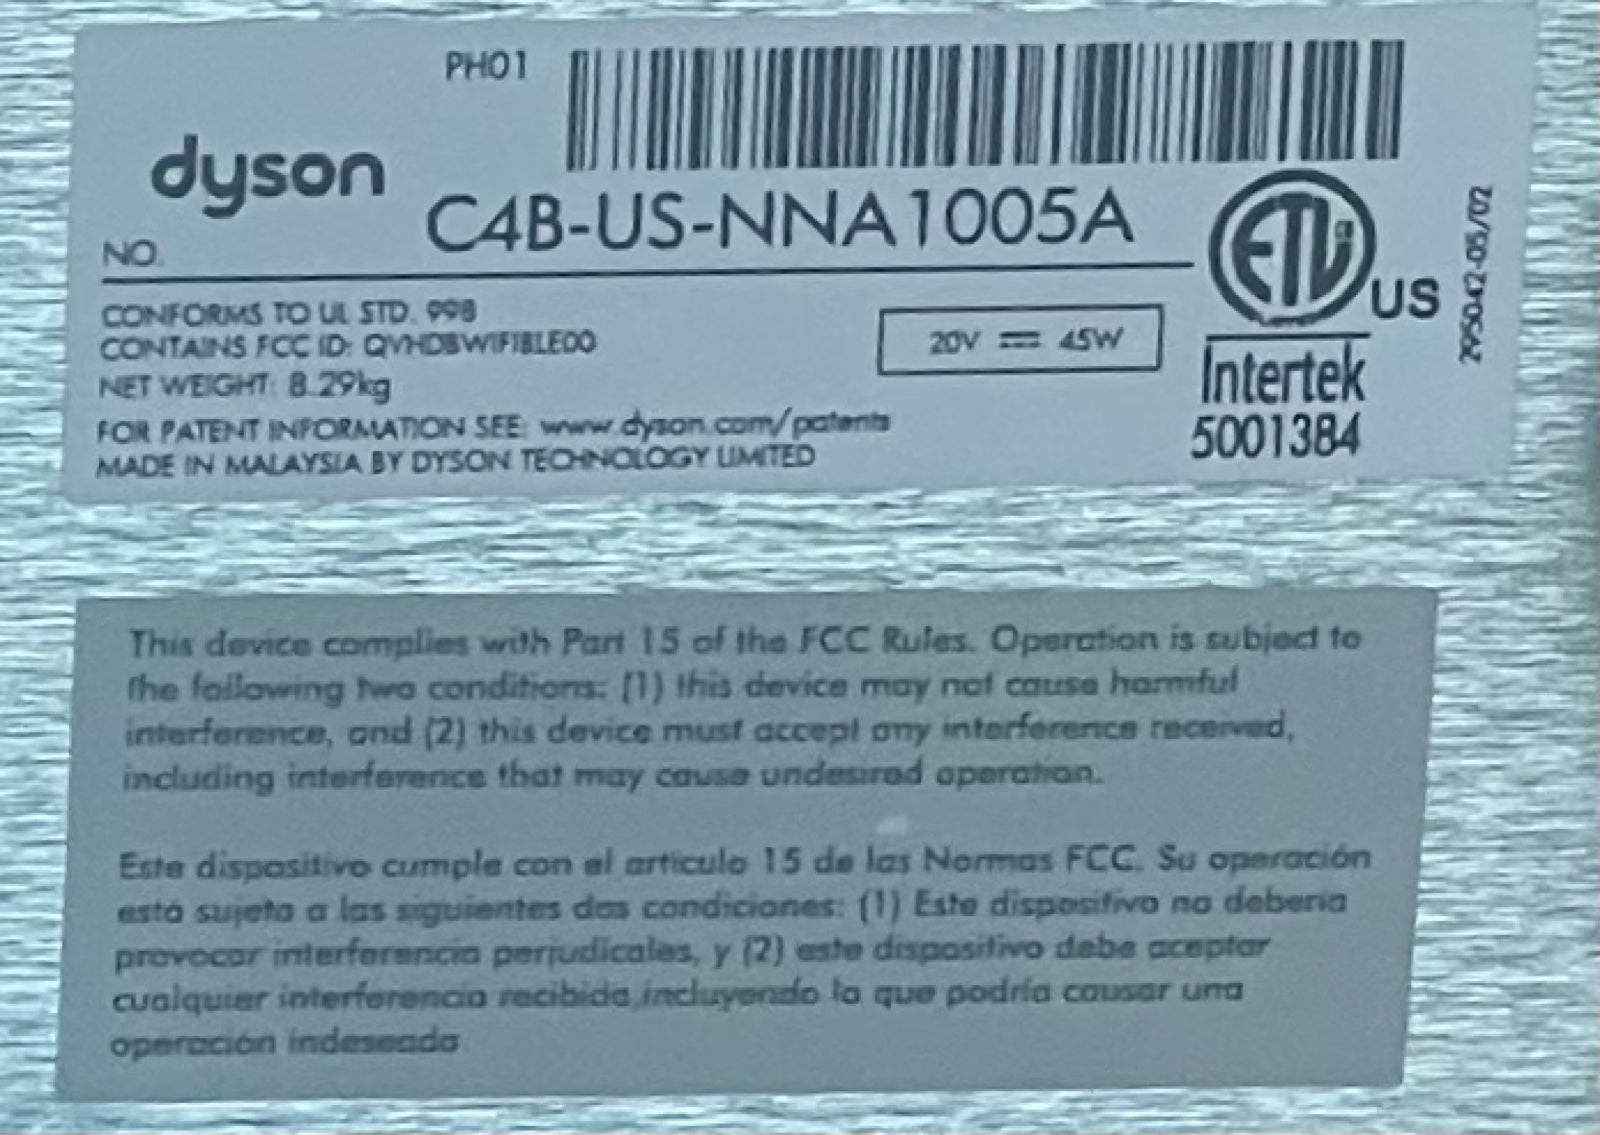 PH01
dyson
NO. C4B-US-NNA1005A
CONFORMS TO UL STD. 998
CONTAINS FCC ID: QVHDBWIFIBLE00
NET WEIGHT: 8.29kg
FOR PATENT INFORMATION SEE: www.dyson.com/patents
MADE IN MALAYSIA BY DYSON TECHNOLOGY LIMITED
20V ⎓ 45W
ETL US
Intertek
5001384
295042-05/02
This device complies with Part 15 of the FCC Rules. Operation is subject to
the following two conditions: (1) this device may not cause harmful
interference, and (2) this device must accept any interference received,
including interference that may cause undesired operation.
Este dispositivo cumple con el artículo 15 de las Normas FCC. Su operación
está sujeta a las siguientes dos condiciones: (1) Este dispositivo no debería
provocar interferencia perjudicales, y (2) este dispositivo debe aceptar
cualquier interferencia recibida,incluyendo la que podría causar una
operación indeseada